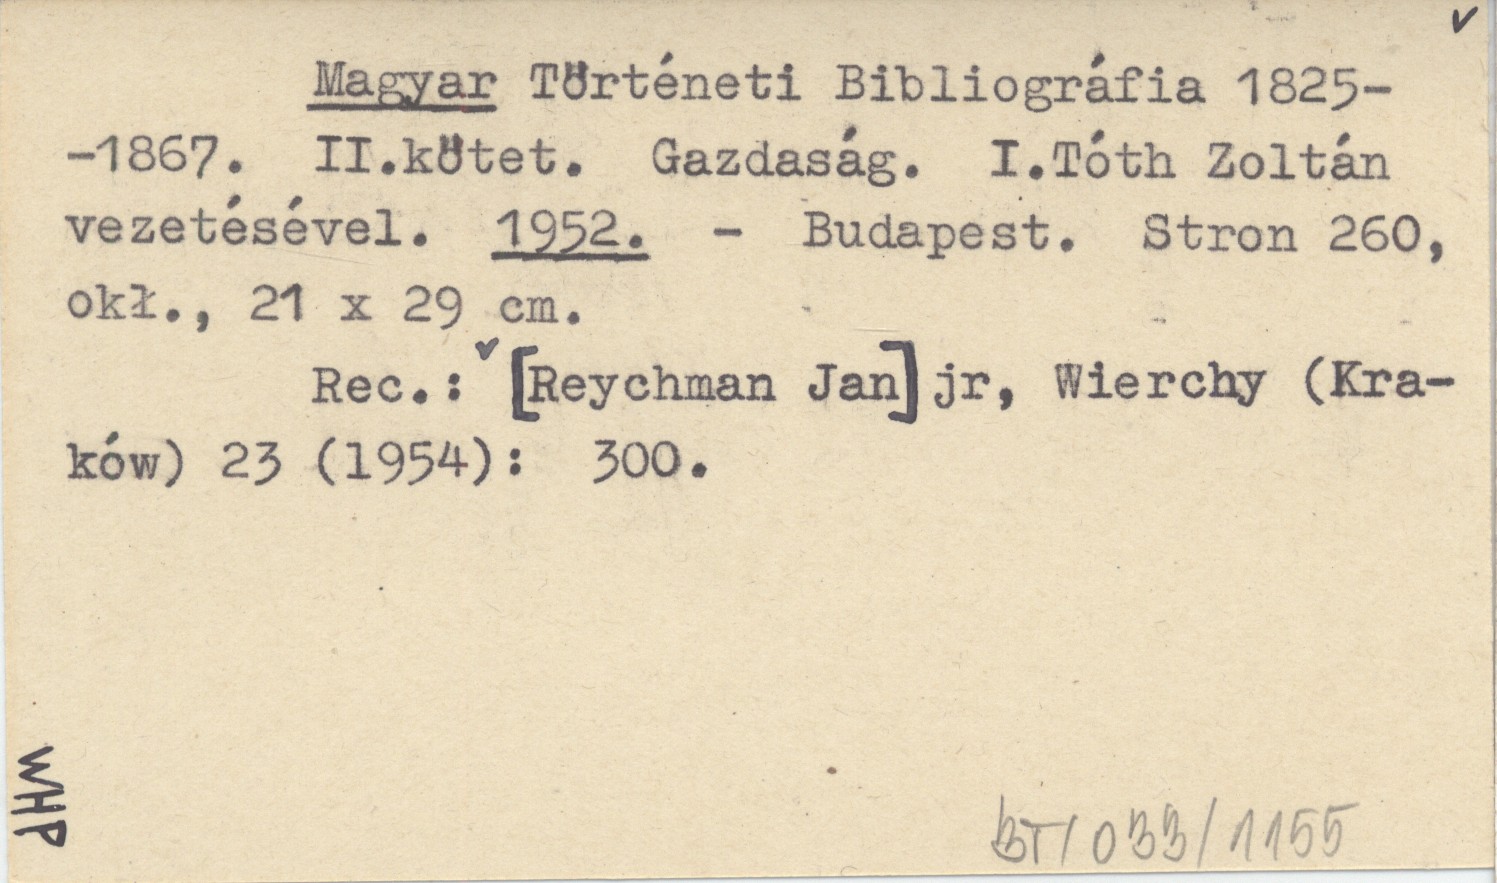 Magyar Történeti Bibliográfia 1825-
-1867. II.kötet. Gazdaság. I.Tóth Zoltán
vezetésével. 1952. - Budapest. Stron 260,
okł., 21 x 29 cm.
Rec.: [Reychman Jan] jr, Wierchy (Kra-
ków) 23 (1954): 300.
WHP
BT/033/1155